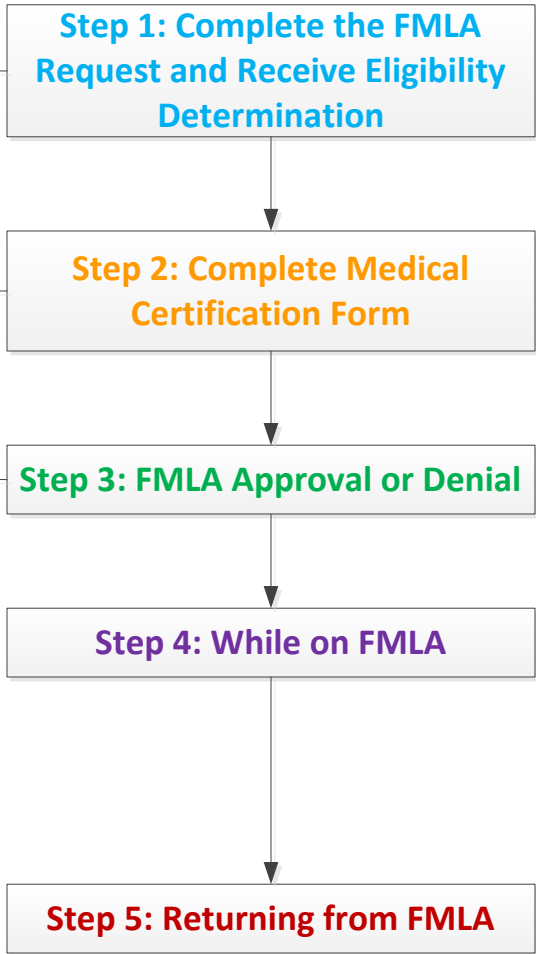 Step 1: Complete the FMLA
Request and Receive Eligibility
Determination
Step 2: Complete Medical
Certification Form
Step 3: FMLA Approval or Denial
Step 4: While on FMLA
Step 5: Returning from FMLA